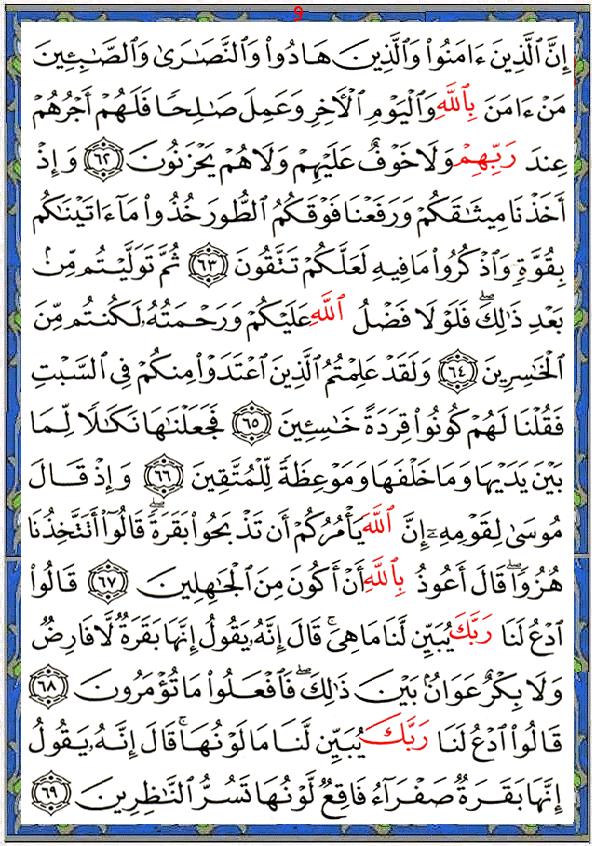 9
إِنَّ ٱلَّذِينَ ءَامَنُوا۟ وَٱلَّذِينَ هَادُوا۟ وَٱلنَّصَـٰرَىٰ وَٱلصَّـٰبِـِٔينَ
مَنْ ءَامَنَ بِٱللَّهِ وَٱلْيَوْمِ ٱلْـَٔاخِرِ وَعَمِلَ صَـٰلِحًا فَلَهُمْ أَجْرُهُمْ
عِندَ رَبِّهِمْ وَلَا خَوْفٌ عَلَيْهِمْ وَلَا هُمْ يَحْزَنُونَ ﴿٦٢﴾ وَإِذْ
أَخَذْنَا مِيثَـٰقَكُمْ وَرَفَعْنَا فَوْقَكُمُ ٱلطُّورَ خُذُوا۟ مَآ ءَاتَيْنَـٰكُم
بِقُوَّةٍ وَٱذْكُرُوا۟ مَا فِيهِ لَعَلَّكُمْ تَتَّقُونَ ﴿٦٣﴾ ثُمَّ تَوَلَّيْتُم مِّنۢ
بَعْدِ ذَٰلِكَ ۖ فَلَوْلَا فَضْلُ ٱللَّهِ عَلَيْكُمْ وَرَحْمَتُهُۥ لَكُنتُم مِّنَ
ٱلْخَـٰسِرِينَ ﴿٦٤﴾ وَلَقَدْ عَلِمْتُمُ ٱلَّذِينَ ٱعْتَدَوْا۟ مِنكُمْ فِى ٱلسَّبْتِ
فَقُلْنَا لَهُمْ كُونُوا۟ قِرَدَةً خَـٰسِـِٔينَ ﴿٦٥﴾ فَجَعَلْنَـٰهَا نَكَـٰلًا لِّمَا
بَيْنَ يَدَيْهَا وَمَا خَلْفَهَا وَمَوْعِظَةً لِّلْمُتَّقِينَ ﴿٦٦﴾ وَإِذْ قَالَ
مُوسَىٰ لِقَوْمِهِۦٓ إِنَّ ٱللَّهَ يَأْمُرُكُمْ أَن تَذْبَحُوا۟ بَقَرَةً ۖ قَالُوٓا۟ أَتَتَّخِذُنَا
هُزُوًا ۖ قَالَ أَعُوذُ بِٱللَّهِ أَنْ أَكُونَ مِنَ ٱلْجَـٰهِلِينَ ﴿٦٧﴾ قَالُوا۟
ٱدْعُ لَنَا رَبَّكَ يُبَيِّن لَّنَا مَا هِىَ ۚ قَالَ إِنَّهُۥ يَقُولُ إِنَّهَا بَقَرَةٌ لَّا فَارِضٌ
وَلَا بِكْرٌ عَوَانٌۢ بَيْنَ ذَٰلِكَ ۖ فَٱفْعَلُوا۟ مَا تُؤْمَرُونَ ﴿٦٨﴾
قَالُوا۟ ٱدْعُ لَنَا رَبَّكَ يُبَيِّن لَّنَا مَا لَوْنُهَا ۚ قَالَ إِنَّهُۥ يَقُولُ
إِنَّهَا بَقَرَةٌ صَفْرَآءُ فَاقِعٌ لَّوْنُهَا تَسُرُّ ٱلنَّـٰظِرِينَ ﴿٦٩﴾